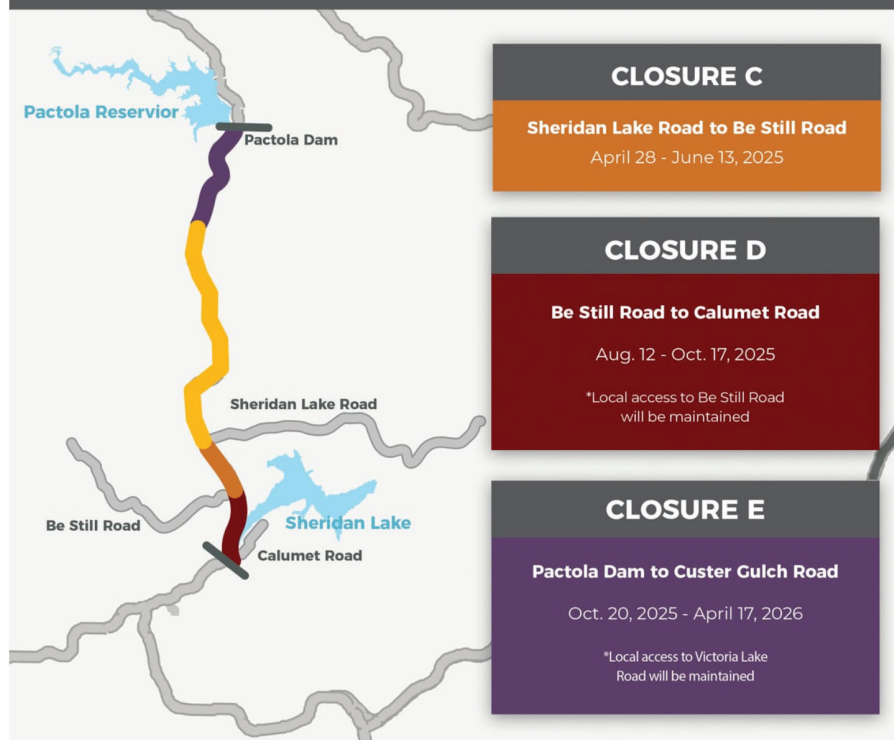 Pactola Reservior
Pactola Dam
Sheridan Lake Road
Be Still Road
Sheridan Lake
Calumet Road
CLOSURE C
Sheridan Lake Road to Be Still Road
April 28 - June 13, 2025
CLOSURE D
Be Still Road to Calumet Road
Aug. 12 - Oct. 17, 2025
*Local access to Be Still Road
will be maintained
CLOSURE E
Pactola Dam to Custer Gulch Road
Oct. 20, 2025 - April 17, 2026
*Local access to Victoria Lake
Road will be maintained